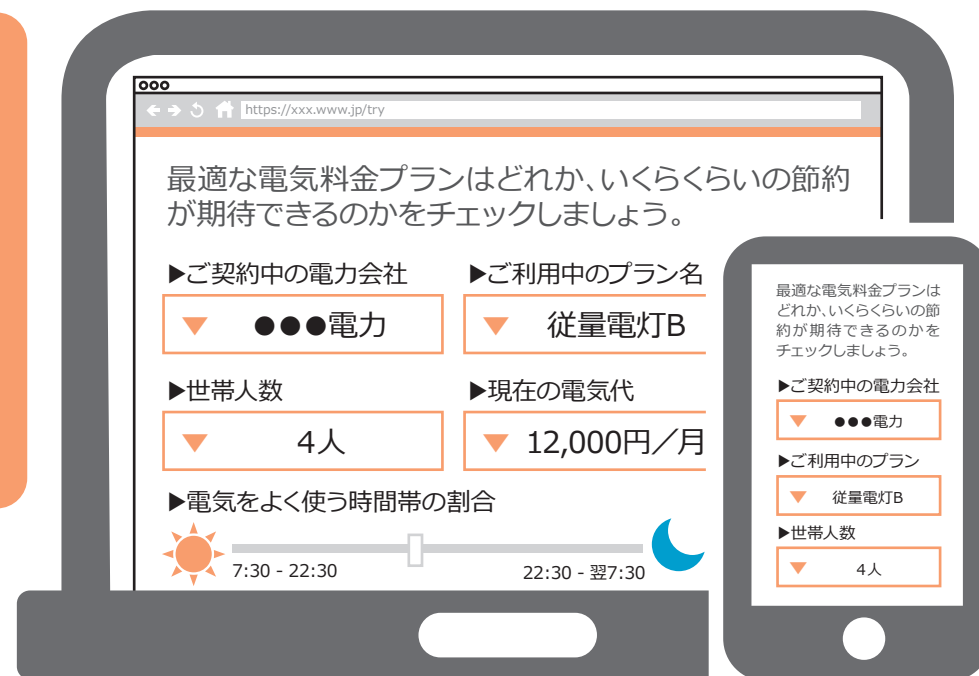 https://xxx.www.jp/try
最適な電気料金プランはどれか、いくらくらいの節約
が期待できるのかをチェックしましょう。
▶ご契約中の電力会社
▶ご利用中のプラン名
▼ ●●●電力
▼ 従量電灯B
▶世帯人数
▶現在の電気代
▼ 4人
▼ 12,000円／月
▶電気をよく使う時間帯の割合
7:30 - 22:30
22:30 - 翌7:30
最適な電気料金プランは
どれか、いくらくらいの節
約が期待できるのかを
チェックしましょう。
▶ご契約中の電力会社
▼ ●●●電力
▶ご利用中のプラン
▼ 従量電灯B
▶世帯人数
▼ 4人